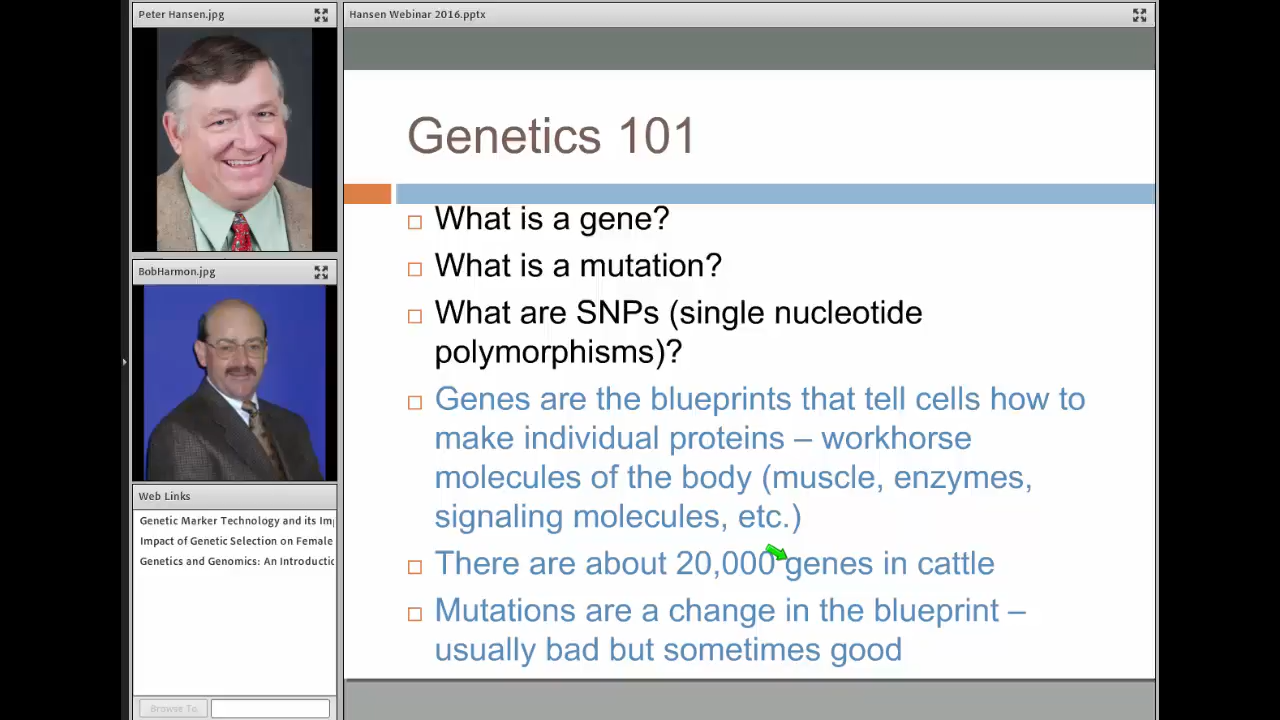 Peter Hansen.jpg
Hansen Webinar 2016.pptx
Genetics 101
What is a gene?
What is a mutation?
What are SNPs (single nucleotide
polymorphisms)?
Genes are the blueprints that tell cells how to
make individual proteins – workhorse
molecules of the body (muscle, enzymes,
signaling molecules, etc.)
There are about 20,000 genes in cattle
Mutations are a change in the blueprint –
usually bad but sometimes good
BobHarmon.jpg
Web Links
Genetic Marker Technology and its Im
Impact of Genetic Selection on Female
Genetics and Genomics: An Introductic
Browse To